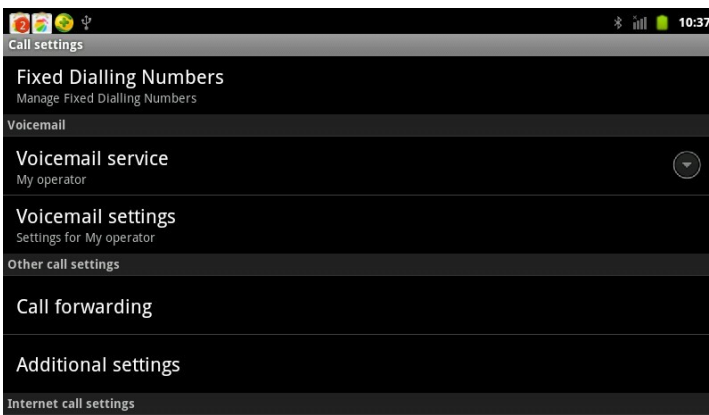 2
10:37
Call settings
Fixed Dialling Numbers
Manage Fixed Dialling Numbers
Voicemail
Voicemail service
My operator
Voicemail settings
Settings for My operator
Other call settings
Call forwarding
Additional settings
Internet call settings